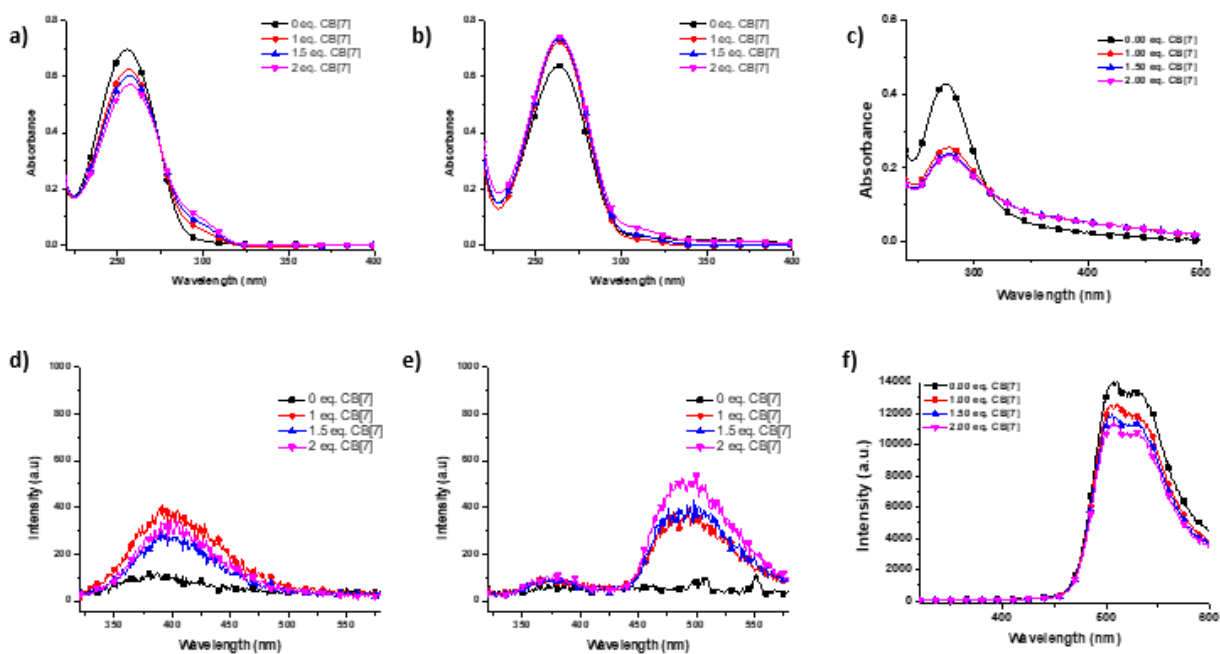 a)
0 eq. CB[7]
1 eq. CB[7]
1.5 eq. CB[7]
2 eq. CB[7]
0.8
0.6
0.4
0.2
0.0
Absorbance
250
300
350
400
Wavelength (nm)
b)
0 eq. CB[7]
1 eq. CB[7]
1.5 eq. CB[7]
2 eq. CB[7]
0.8
0.6
0.4
0.2
0.0
Absorbance
250
300
350
400
Wavelength (nm)
c)
0.00 eq. CB[7]
1.00 eq. CB[7]
1.50 eq. CB[7]
2.00 eq. CB[7]
0.6
0.4
0.2
0.0
Absorbance
300
400
500
Wavelength (nm)
d)
0 eq. CB[7]
1 eq. CB[7]
1.5 eq. CB[7]
2 eq. CB[7]
1000
800
600
400
200
0
Intensity (a.u)
350
400
450
500
550
Wavelength (nm)
e)
0 eq. CB[7]
1 eq. CB[7]
1.5 eq. CB[7]
2 eq. CB[7]
1000
800
600
400
200
0
Intensity (a.u)
350
400
450
500
550
Wavelength (nm)
f)
0.00 eq. CB[7]
1.00 eq. CB[7]
1.50 eq. CB[7]
2.00 eq. CB[7]
14000
12000
10000
8000
6000
4000
2000
0
Intensity (a.u.)
400
500
600
Wavelength (nm)